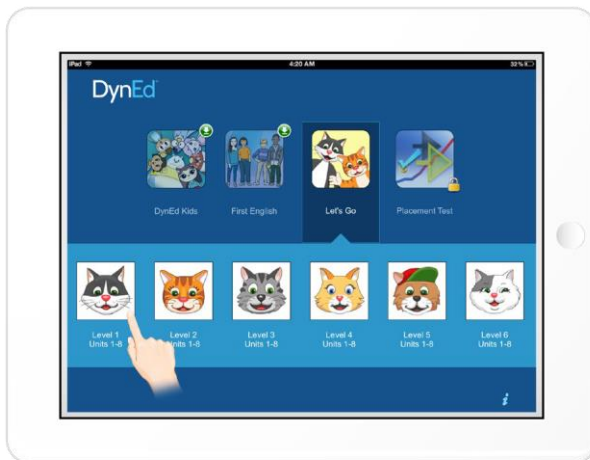 iPad 4:20 AM 32%
DynEd
DynEd Kids First English Let's Go Placement Test
Level 1 Level 2 Level 3 Level 4 Level 5 Level 6
Units 1-8 Units 1-8 Units 1-8 Units 1-8 Units 1-8 Units 1-8
i